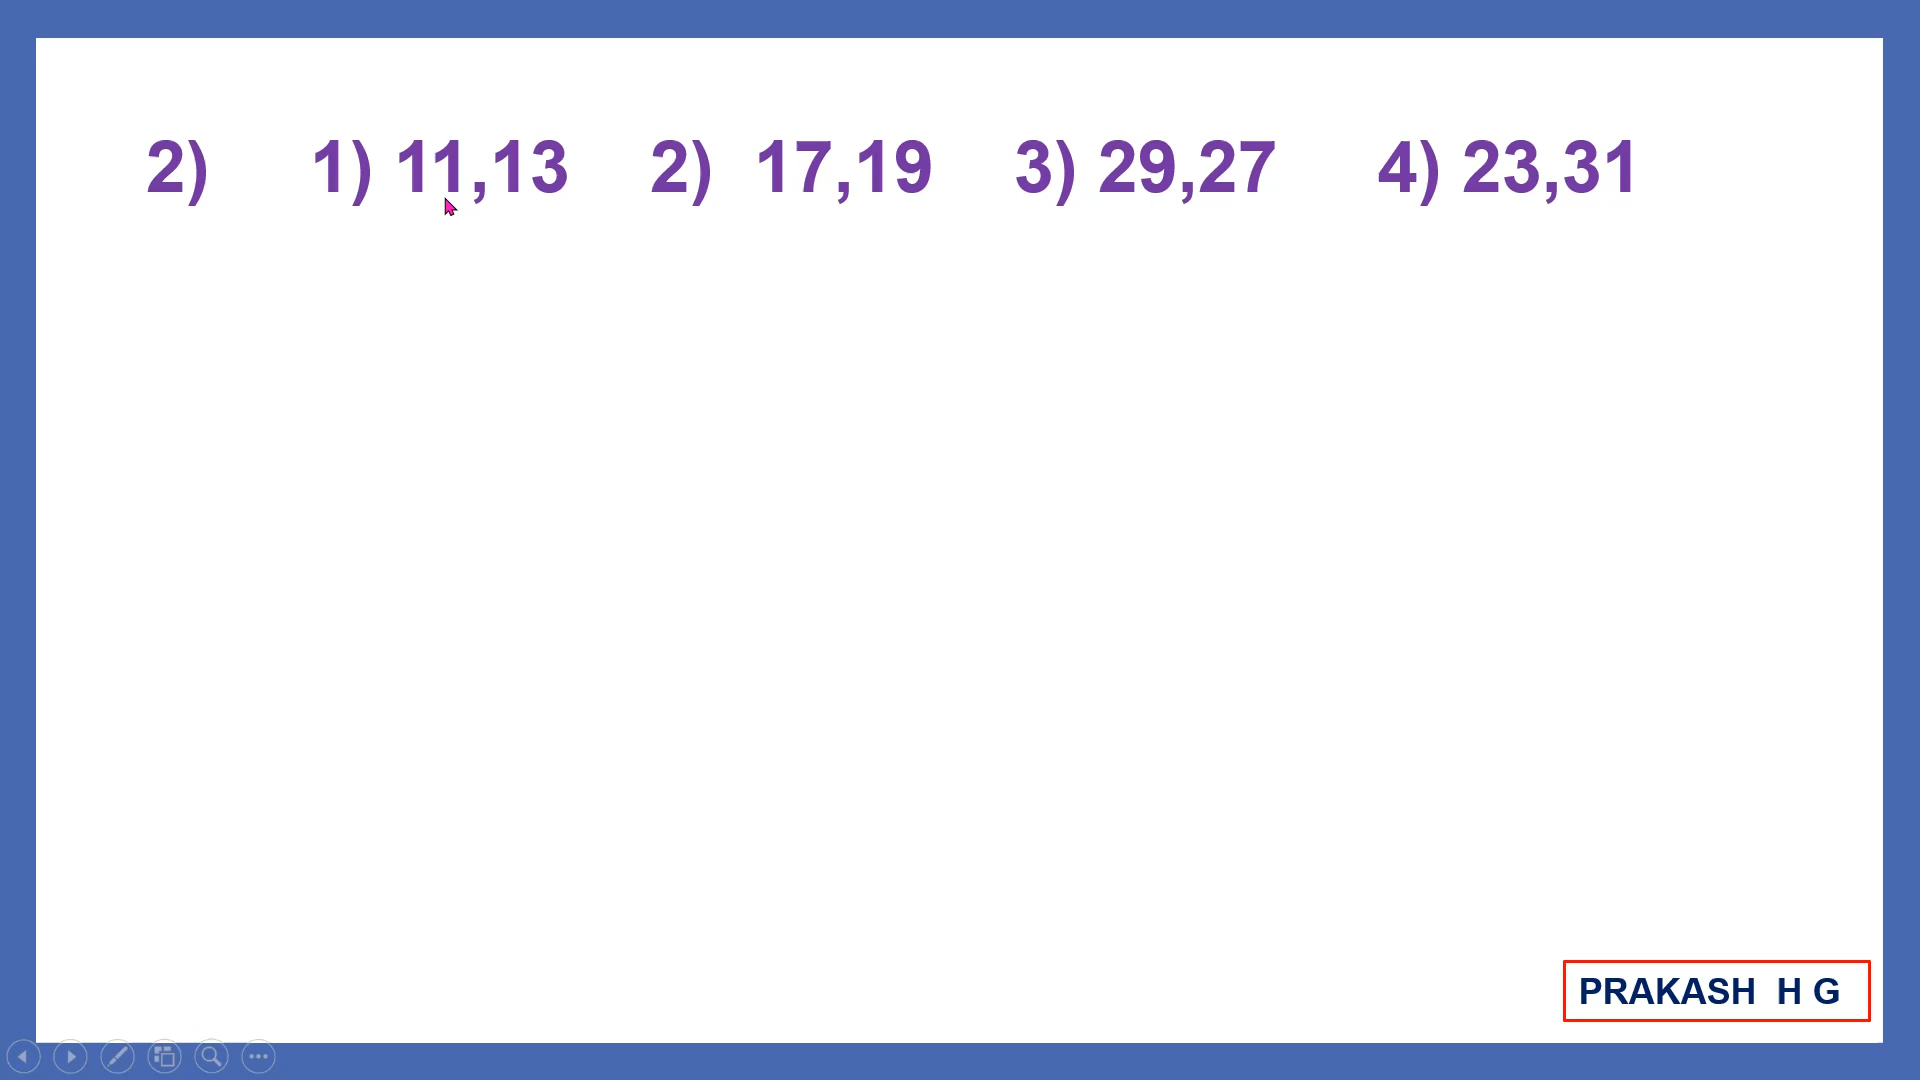 2) 1) 11,13 2) 17,19 3) 29,27 4) 23,31
PRAKASH H G